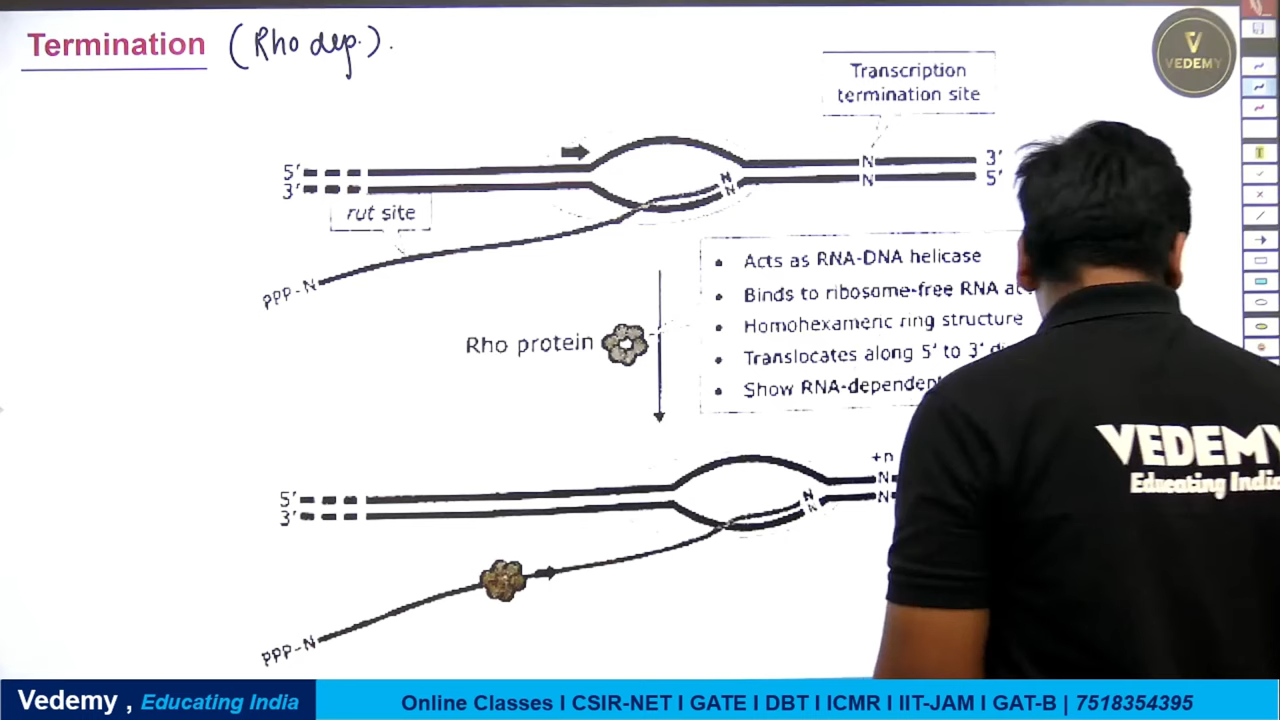 Termination (Rho dep.).
VEDEMY
Transcription
termination site
N
5' 3'
3' 5'
N
N
N
rut site
PPP-N
Acts as RNA-DNA helicase
Binds to ribosome-free RNA at
Homohexameric ring structure
Rho protein
Translocates along 5' to 3'
Show RNA-dependent
VEDEMY
Educating India
+n
N
N
5'
3'
N
N
PPP-N
T
Vedemy , Educating India
Online Classes I CSIR-NET I GATE I DBT I ICMR I IIT-JAM I GAT-B | 7518354395